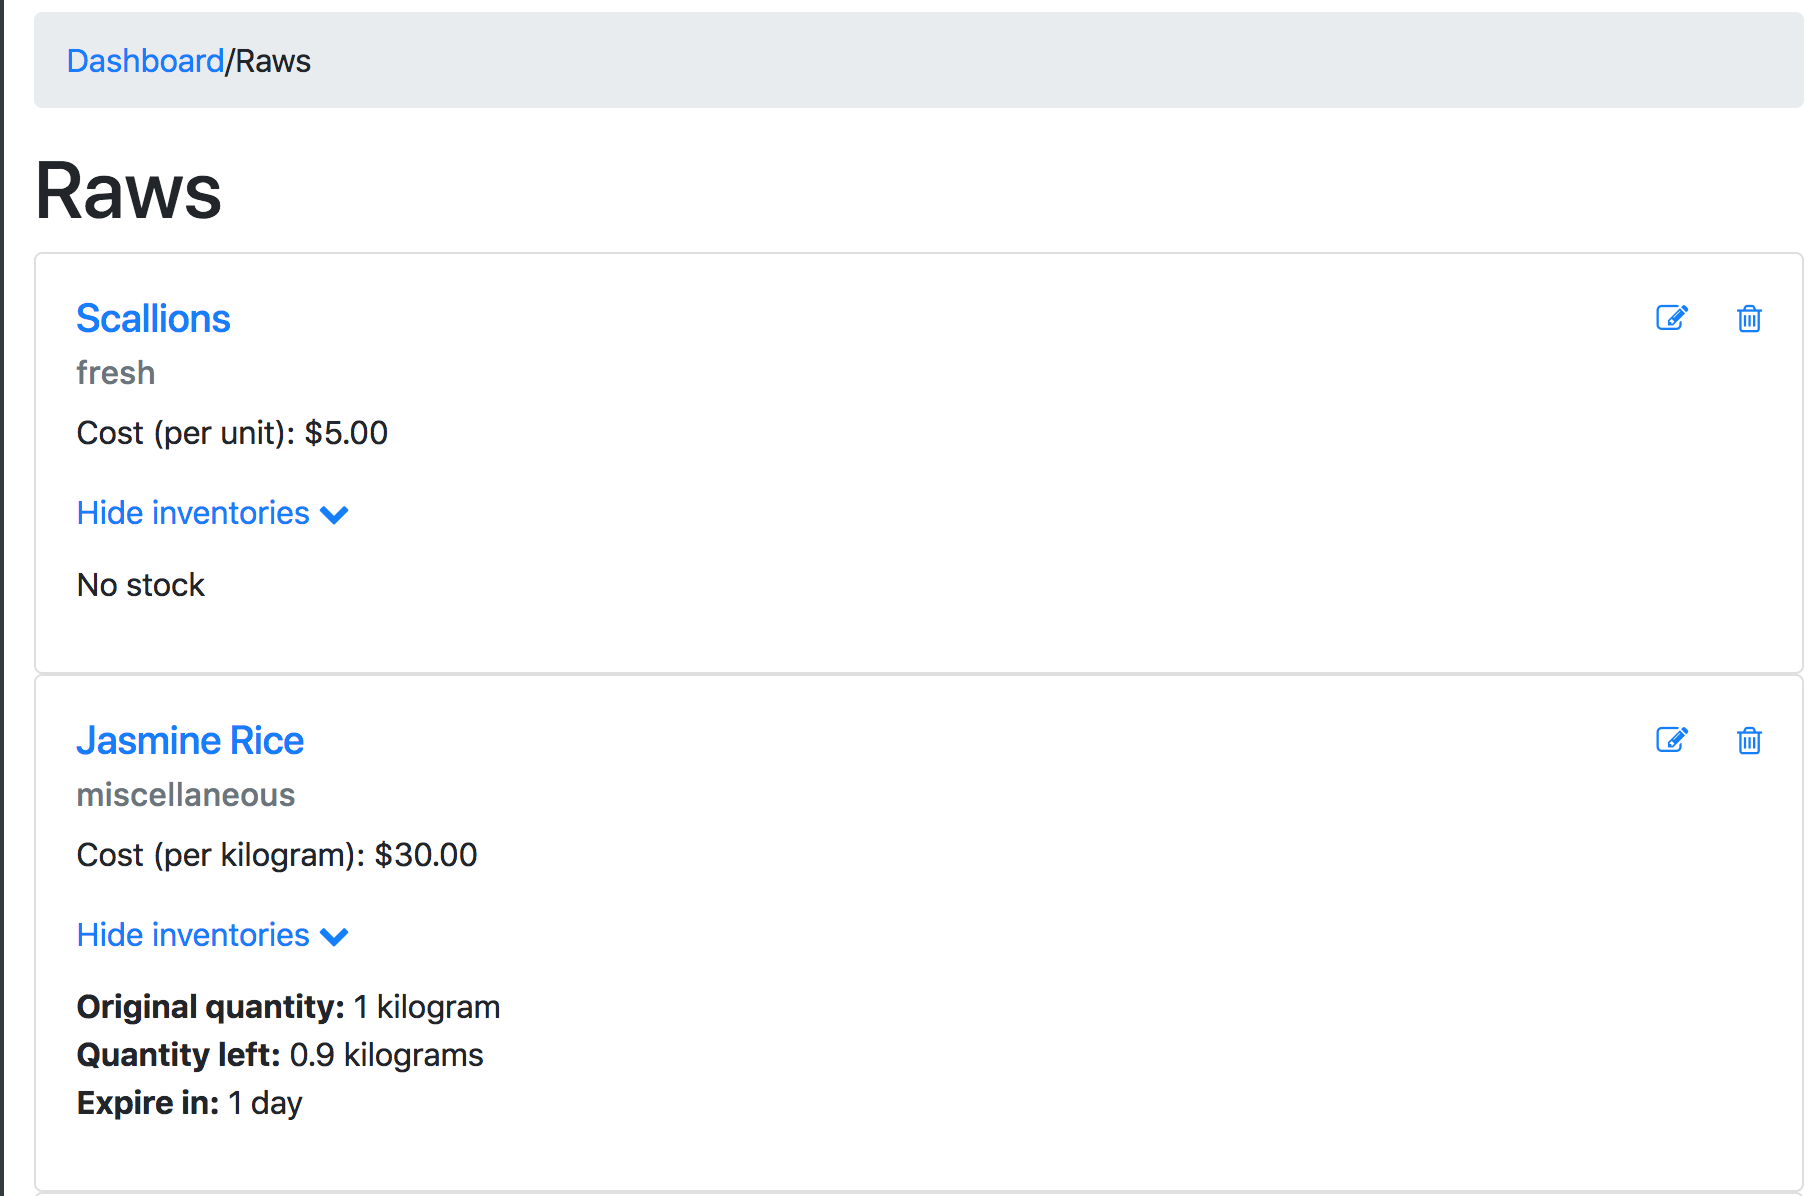 Dashboard/Raws
Raws
Scallions
fresh
Cost (per unit): $5.00
Hide inventories
No stock
Jasmine Rice
miscellaneous
Cost (per kilogram): $30.00
Hide inventories
Original quantity: 1 kilogram
Quantity left: 0.9 kilograms
Expire in: 1 day